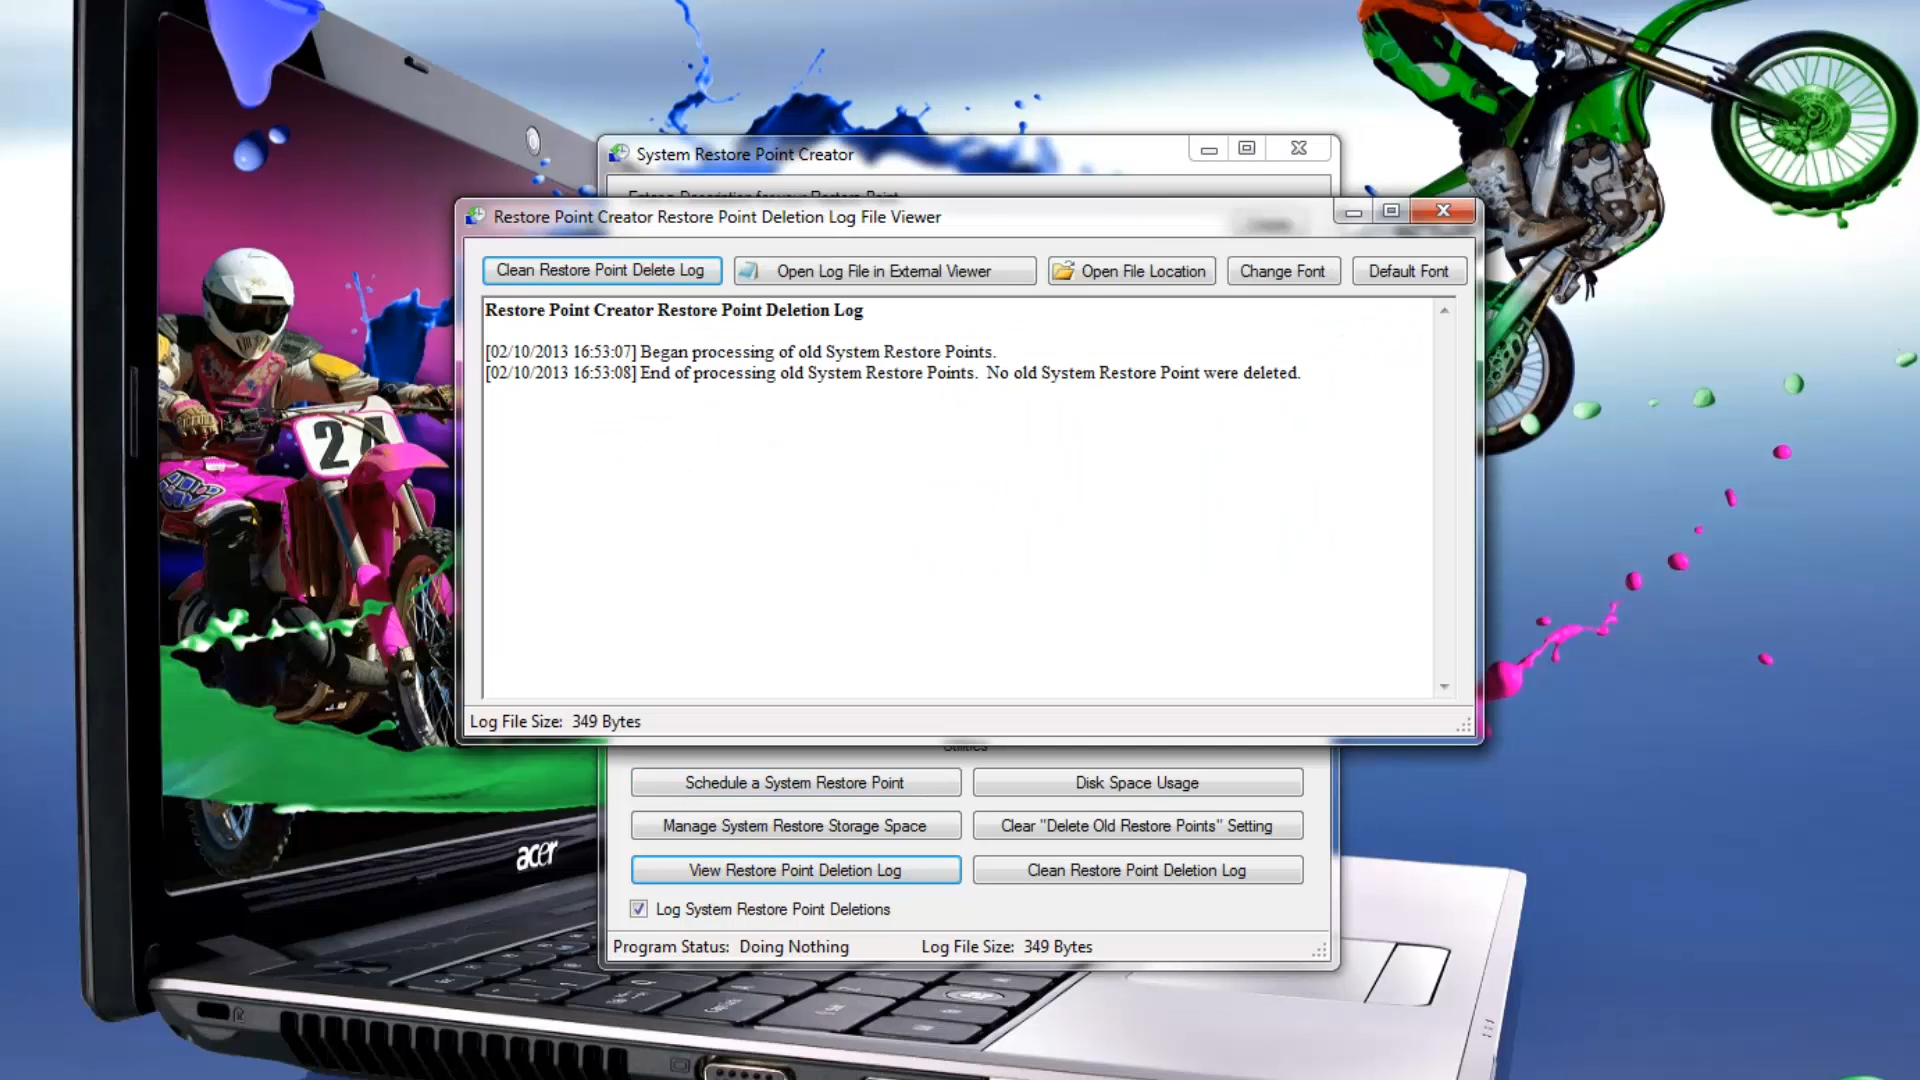 System Restore Point Creator
Restore Point Creator Restore Point Deletion Log File Viewer
Clean Restore Point Delete Log
Open Log File in External Viewer
Open File Location
Change Font
Default Font
Restore Point Creator Restore Point Deletion Log
[02/10/2013 16:53:07] Began processing of old System Restore Points.
[02/10/2013 16:53:08] End of processing old System Restore Points.  No old System Restore Point were deleted.
Log File Size:  349 Bytes
Utilities
Schedule a System Restore Point
Disk Space Usage
Manage System Restore Storage Space
Clear "Delete Old Restore Points" Setting
View Restore Point Deletion Log
Clean Restore Point Deletion Log
Log System Restore Point Deletions
Program Status:  Doing Nothing
Log File Size:  349 Bytes
acer